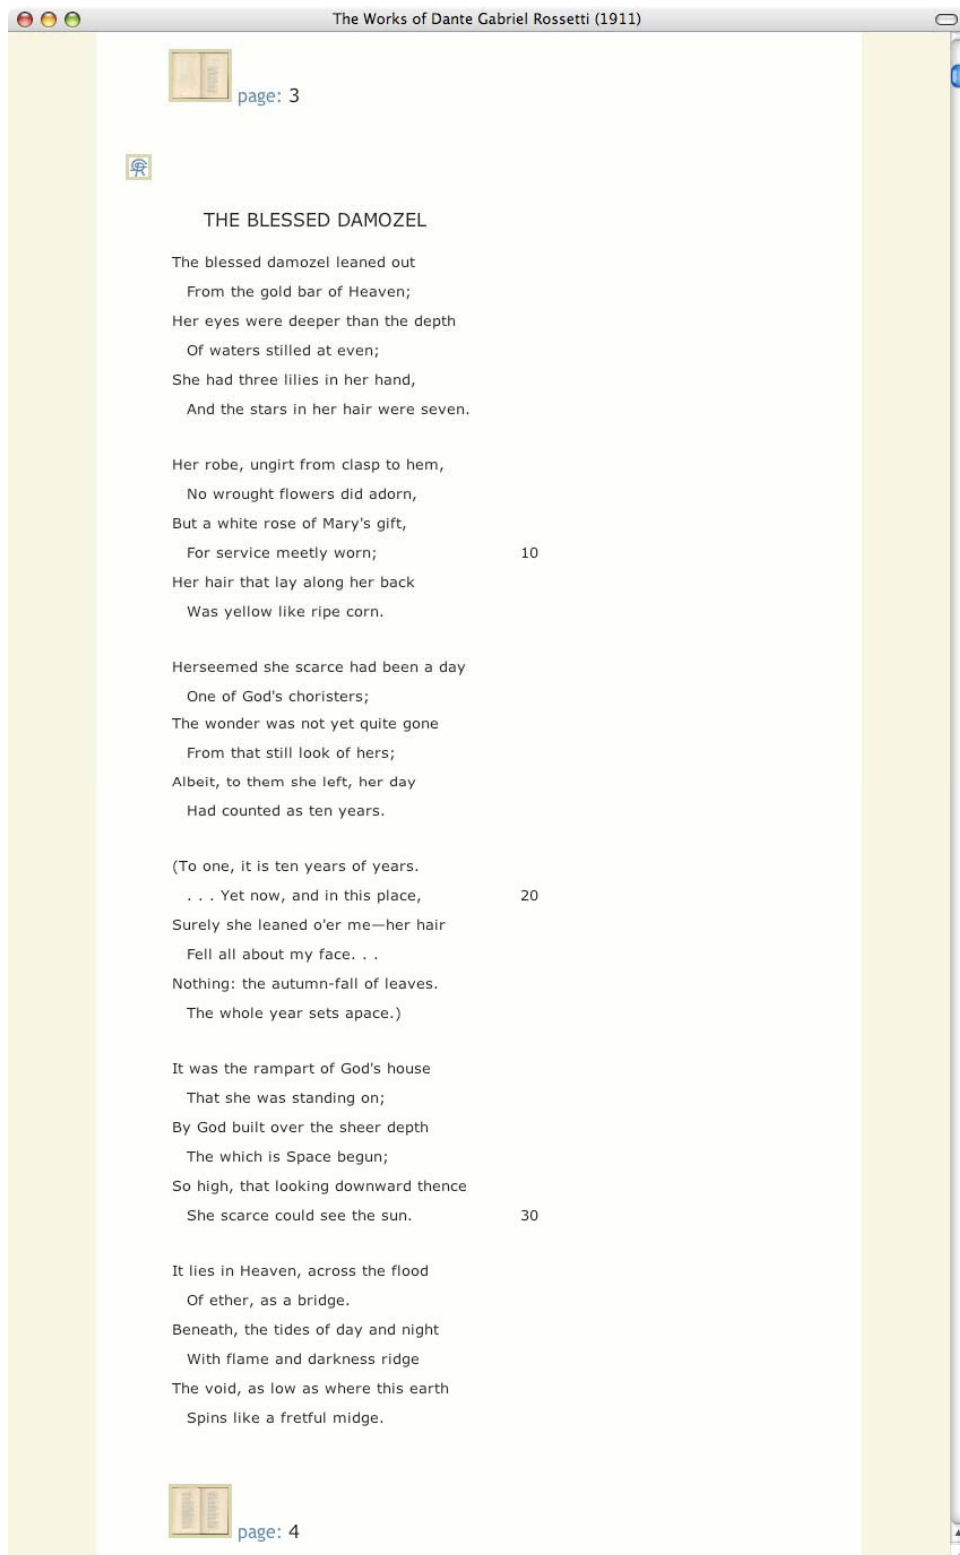 The Works of Dante Gabriel Rossetti (1911)
page: 3
THE BLESSED DAMOZEL
The blessed damozel leaned out
From the gold bar of Heaven;
Her eyes were deeper than the depth
Of waters stilled at even;
She had three lilies in her hand,
And the stars in her hair were seven.
Her robe, ungirt from clasp to hem,
No wrought flowers did adorn,
But a white rose of Mary's gift,
For service meetly worn; 10
Her hair that lay along her back
Was yellow like ripe corn.
Herseemed she scarce had been a day
One of God's choristers;
The wonder was not yet quite gone
From that still look of hers;
Albeit, to them she left, her day
Had counted as ten years.
(To one, it is ten years of years.
. . . Yet now, and in this place, 20
Surely she leaned o'er me—her hair
Fell all about my face. . .
Nothing: the autumn-fall of leaves.
The whole year sets apace.)
It was the rampart of God's house
That she was standing on;
By God built over the sheer depth
The which is Space begun;
So high, that looking downward thence
She scarce could see the sun. 30
It lies in Heaven, across the flood
Of ether, as a bridge.
Beneath, the tides of day and night
With flame and darkness ridge
The void, as low as where this earth
Spins like a fretful midge.
page: 4